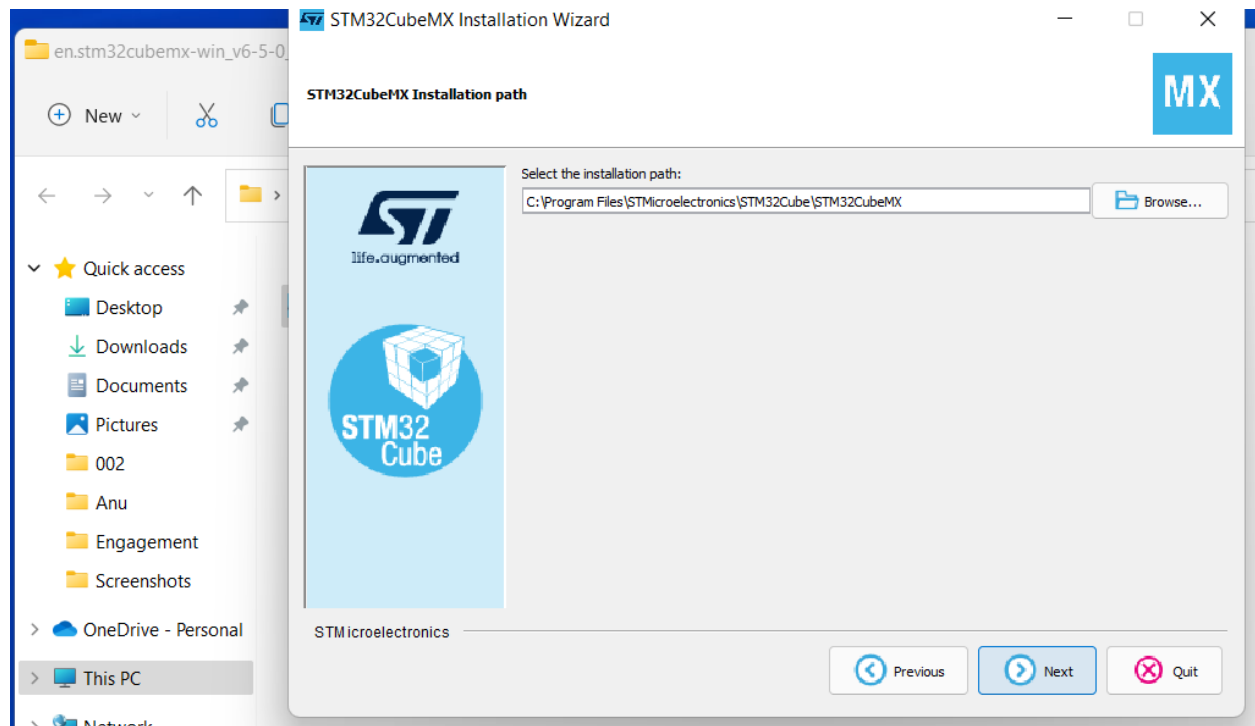 STM32CubeMX Installation Wizard
en.stm32cubemx-win_v6-5-0_
New
STM32CubeMX Installation path
MX
Select the installation path:
C:\Program Files\STMicroelectronics\STM32Cube\STM32CubeMX
Browse...
ST
life.augmented
STM32
Cube
Quick access
Desktop
Downloads
Documents
Pictures
002
Anu
Engagement
Screenshots
OneDrive - Personal
This PC
Network
STMicroelectronics
Previous
Next
Quit